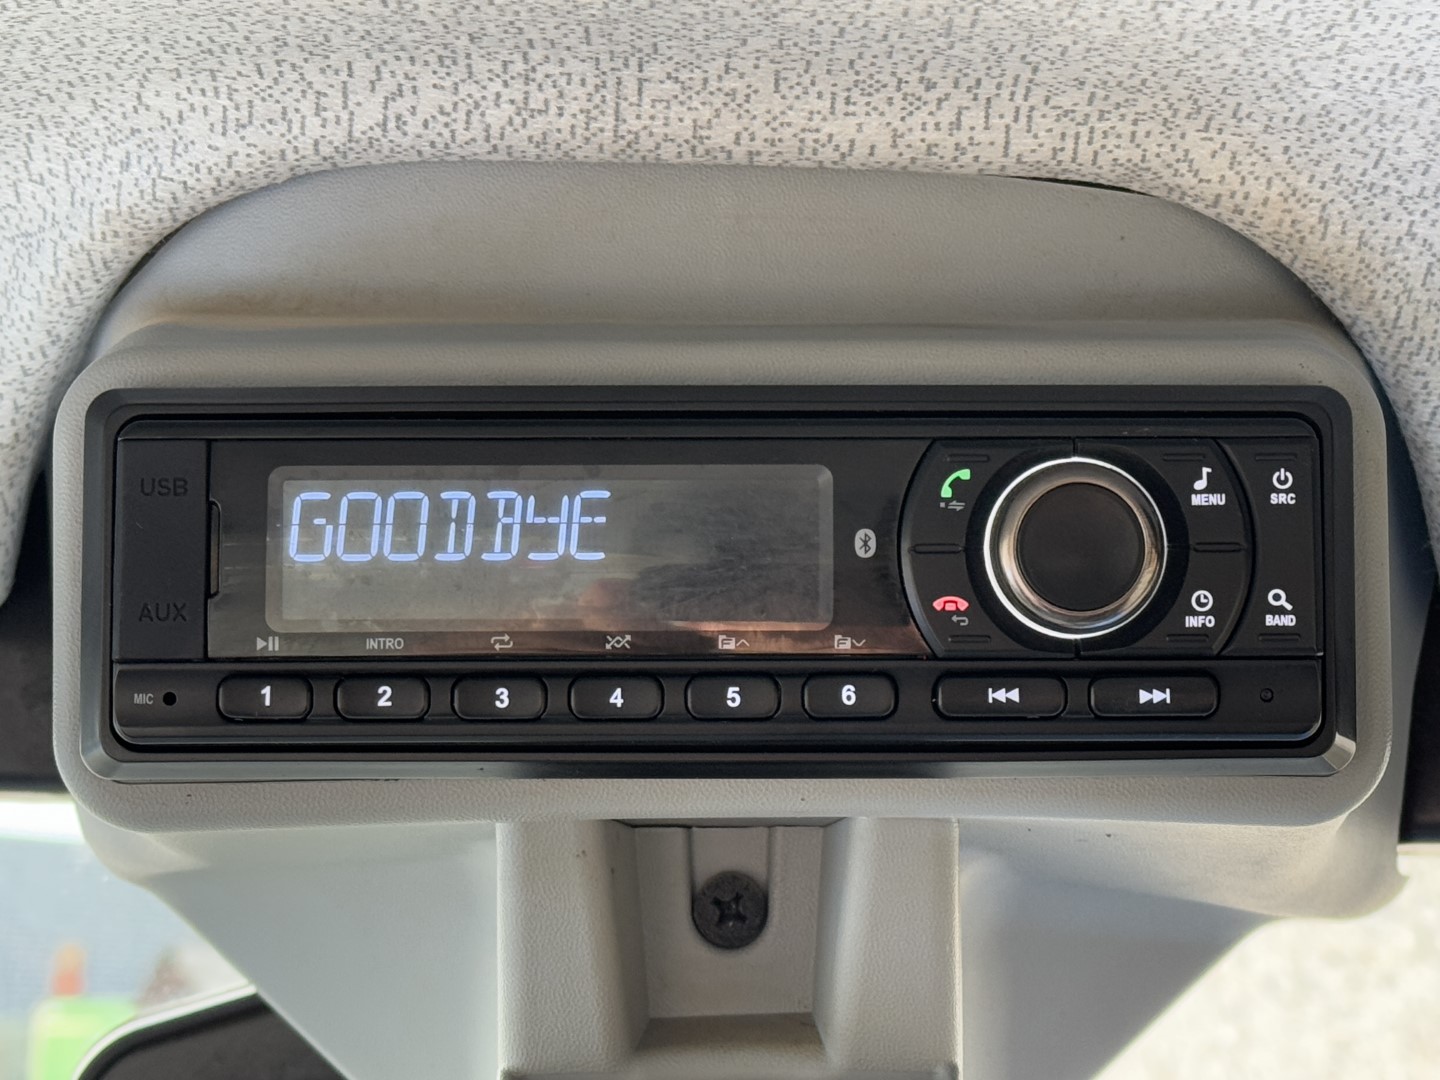 USB
AUX
GOODBYE
INTRO
MENU
SRC
INFO
BAND
MIC
1
2
3
4
5
6